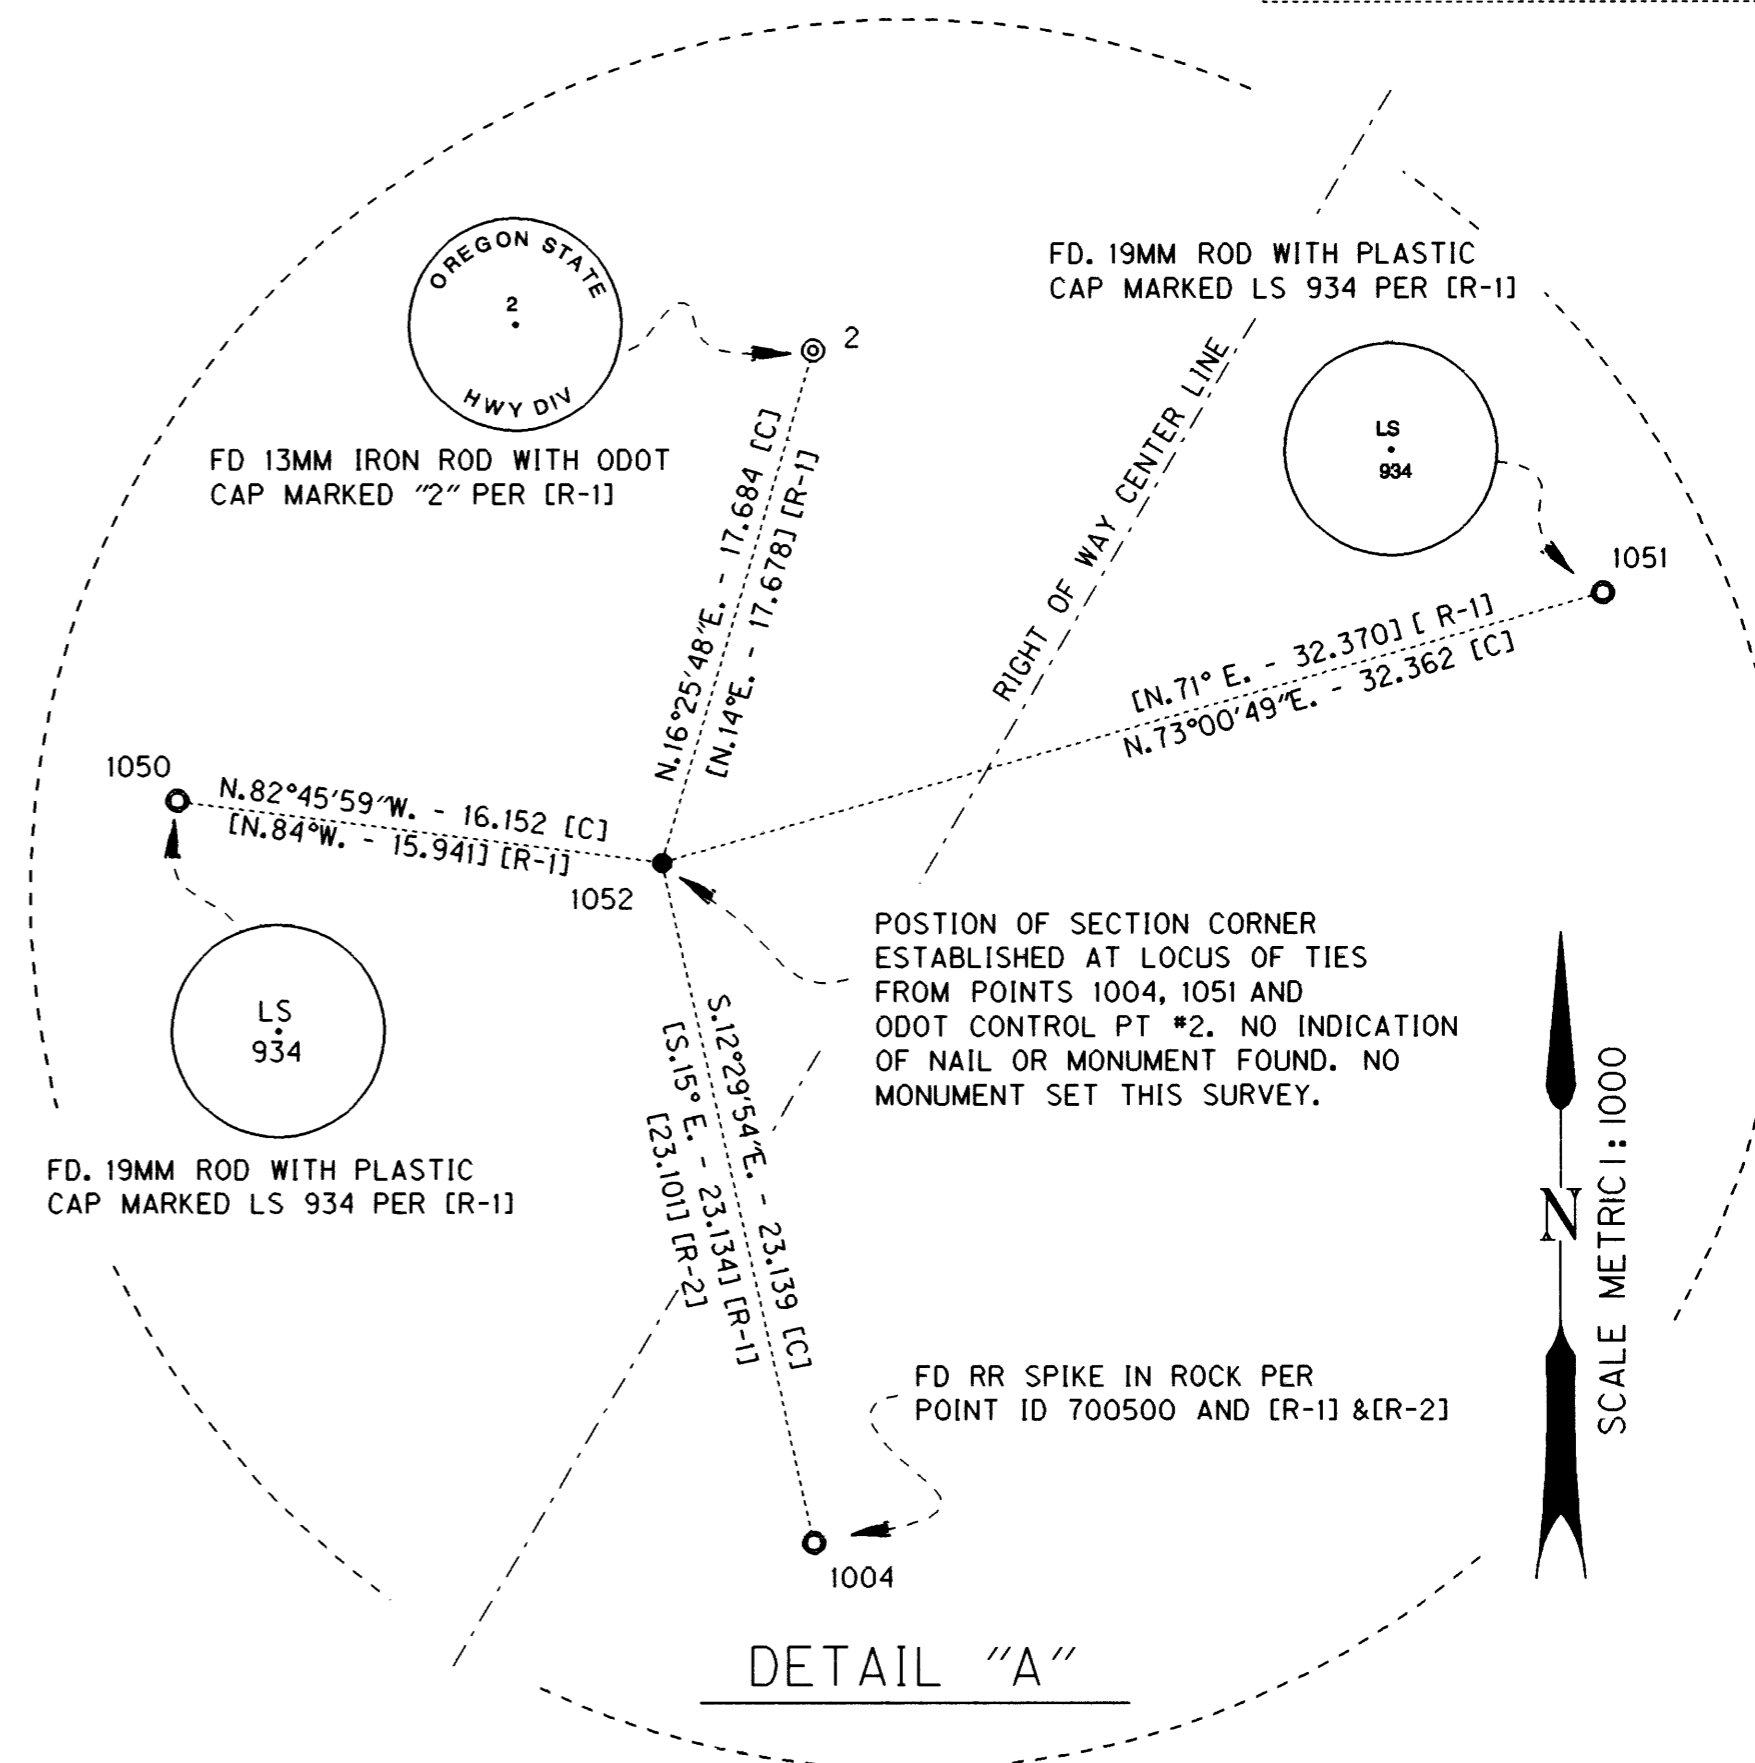 OREGON STATE
2
HWY DIV
FD 13MM IRON ROD WITH ODOT
CAP MARKED "2" PER [R-1]
2
FD. 19MM ROD WITH PLASTIC
CAP MARKED LS 934 PER [R-1]
LS
934
1051
RIGHT OF WAY CENTER LINE
N.16°25'48"E. - 17.684 [C]
[N.14°E. - 17.678] [R-1]
[N.71° E. - 32.370] [ R-1]
N.73°00'49"E. - 32.362 [C]
1050
N.82°45'59"W. - 16.152 [C]
[N.84°W. - 15.941] [R-1]
1052
LS
934
FD. 19MM ROD WITH PLASTIC
CAP MARKED LS 934 PER [R-1]
POSTION OF SECTION CORNER
ESTABLISHED AT LOCUS OF TIES
FROM POINTS 1004, 1051 AND
ODOT CONTROL PT #2. NO INDICATION
OF NAIL OR MONUMENT FOUND. NO
MONUMENT SET THIS SURVEY.
S.12°29'54"E. - 23.139 [C]
[S.15° E. - 23.134] [R-1]
[23.101] [R-2]
FD RR SPIKE IN ROCK PER
POINT ID 700500 AND [R-1] &[R-2]
1004
N
SCALE METRIC 1:1000
DETAIL "A"